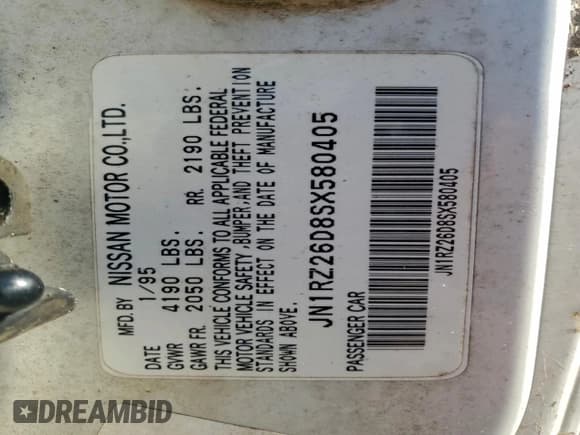 MFD.BY NISSAN MOTOR CO.,LTD.
DATE 1/95
GVWR 4190 LBS.
GAWR FR. 2050 LBS. RR. 2190 LBS.
THIS VEHICLE CONFORMS TO ALL APPLICABLE FEDERAL
MOTOR VEHICLE SAFETY ,BUMPER,AND THEFT PREVENTION
STANDARDS IN EFFECT ON THE DATE OF MANUFACTURE
SHOWN ABOVE.
JN1RZ26D8SX580405
PASSENGER CAR
JN1RZ26D8SX580405
DREAMBID